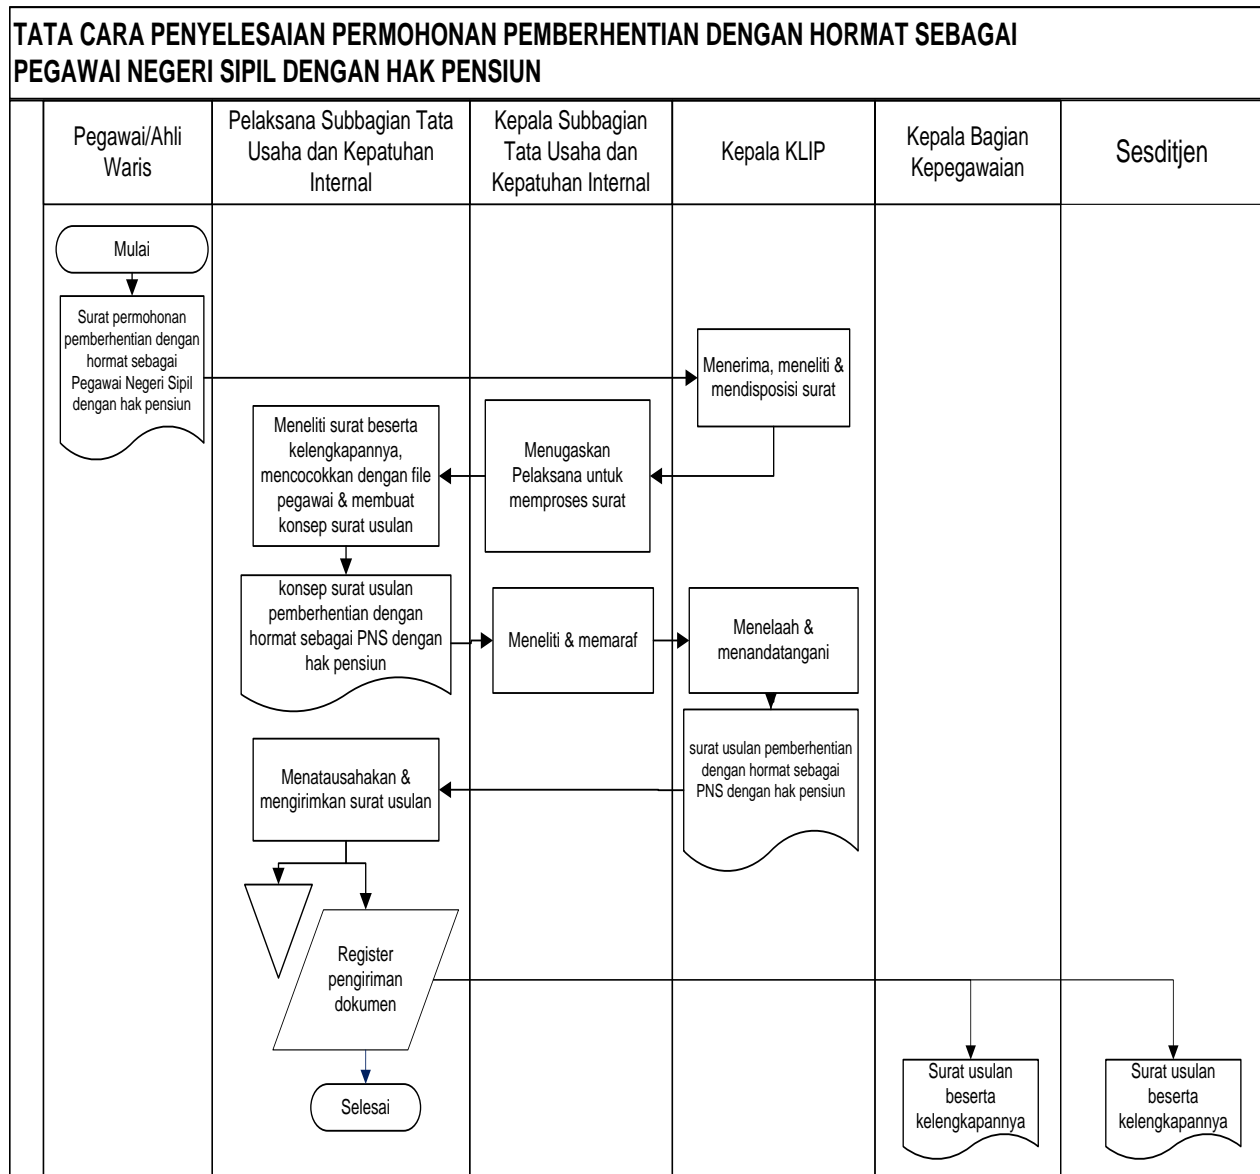 TATA CARA PENYELESAIAN PERMOHONAN PEMBERHENTIAN DENGAN HORMAT SEBAGAI
PEGAWAI NEGERI SIPIL DENGAN HAK PENSIUN
Pegawai/Ahli
Waris
Pelaksana Subbagian Tata
Usaha dan Kepatuhan
Internal
Kepala Subbagian
Tata Usaha dan
Kepatuhan Internal
Kepala KLIP
Kepala Bagian
Kepegawaian
Sesditjen
Mulai
Surat permohonan
pemberhentian dengan
hormat sebagai
Pegawai Negeri Sipil
dengan hak pensiun
Menerima, meneliti &
mendisposisi surat
Menugaskan
Pelaksana untuk
memproses surat
Meneliti surat beserta
kelengkapannya,
mencocokkan dengan file
pegawai & membuat
konsep surat usulan
konsep surat usulan
pemberhentian dengan
hormat sebagai PNS dengan
hak pensiun
Meneliti & memaraf
Menelaah &
menandatangani
surat usulan pemberhentian
dengan hormat sebagai
PNS dengan hak pensiun
Menatausahakan &
mengirimkan surat usulan
Register
pengiriman
dokumen
Selesai
Surat usulan
beserta
kelengkapannya
Surat usulan
beserta
kelengkapannya